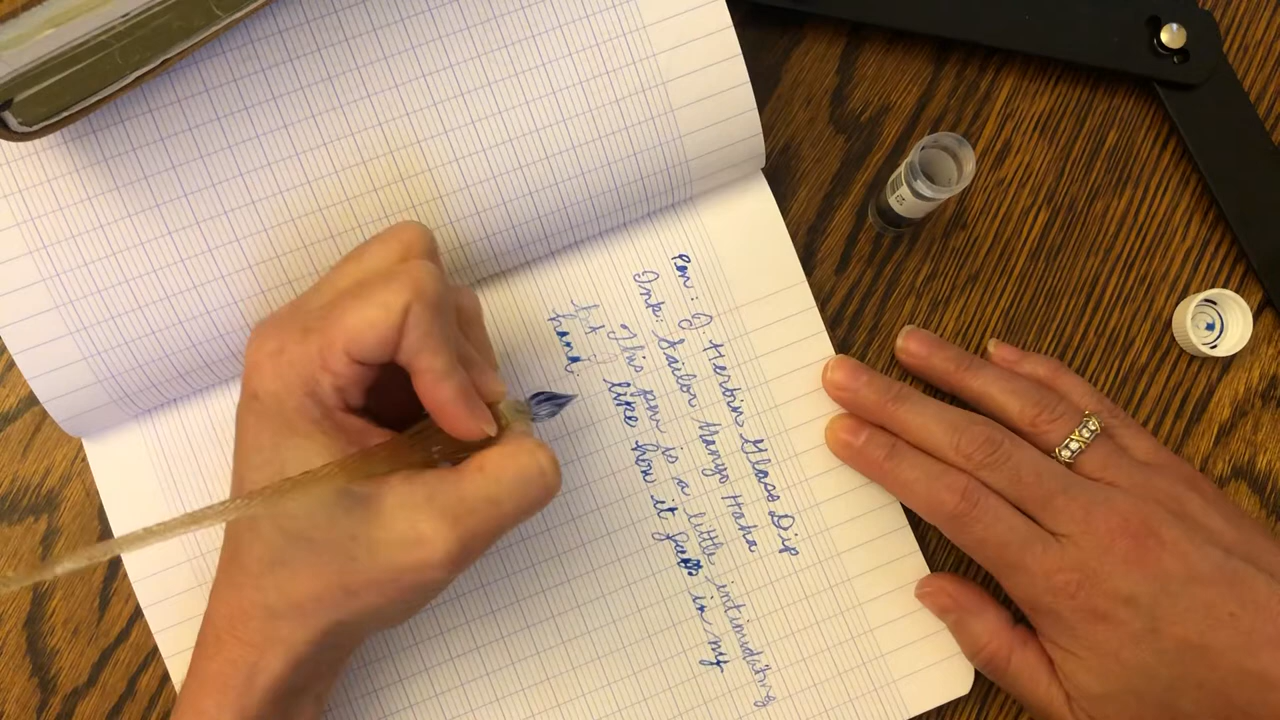 Pen: J. Herbin Glass Dip
Ink: Sailor Manyo Haha
This pen is a little intimidating
but I like how it feels in my
hand.